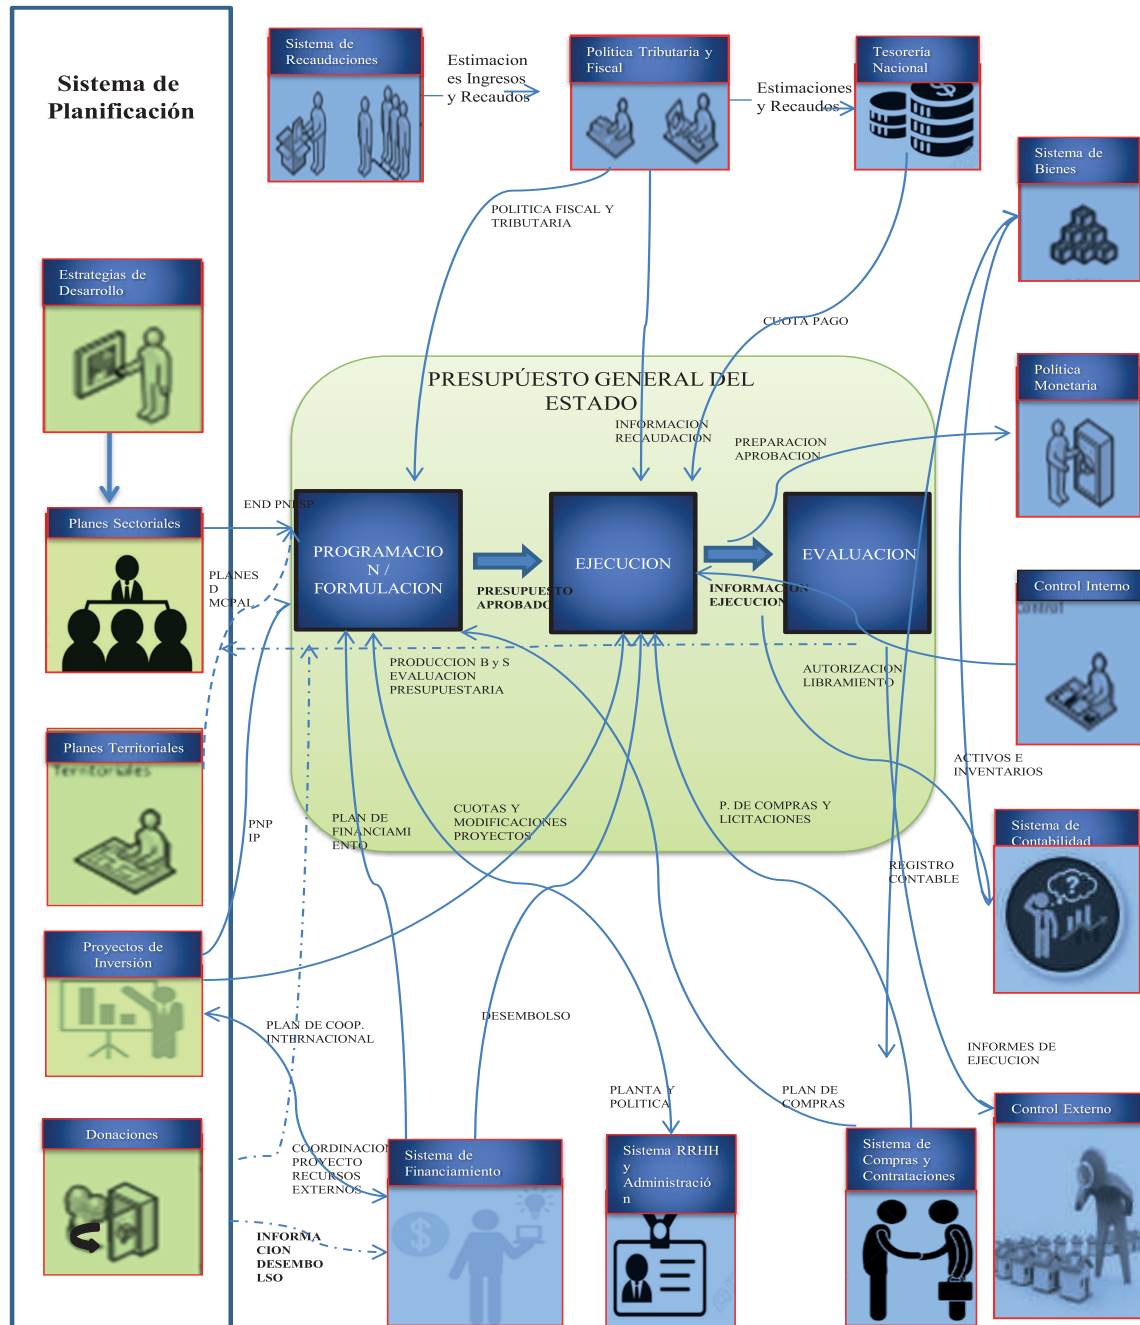 Sistema de
Planificación
Sistema de
Recaudaciones
Estimacion
es Ingresos
y Recaudos
Política Tributaria y
Fiscal
Estimaciones
y Recaudos
Tesorería
Nacional
Sistema de
Bienes
POLITICA FISCAL Y
TRIBUTARIA
Estrategias de
Desarrollo
CUOTA PAGO
PRESUPÚESTO GENERAL DEL
ESTADO
Política
Monetaria
INFORMACION
RECAUDACIÓN
PREPARACION
APROBACION
END PNPSP
Planes Sectoriales
PROGRAMACIO
N /
FORMULACION
EJECUCION
EVALUACION
PLANES
D
MCPAL
PRESUPUESTO
APROBADO
INFORMACION
EJECUCION
Control Interno
Control
PRODUCCION B y S
EVALUACION
PRESUPUESTARIA
AUTORIZACION
LIBRAMIENTO
Planes Territoriales
Territoriales
ACTIVOS E
INVENTARIOS
PNP
IP
PLAN DE
FINANCIAMI
ENTO
CUOTAS Y
MODIFICACIONES
PROYECTOS
P. DE COMPRAS Y
LICITACIONES
Sistema de
Contabilidad
REGISTRO
CONTABLE
Proyectos de
Inversión
PLAN DE COOP.
INTERNACIONAL
DESEMBOLSO
INFORMES DE
EJECUCION
PLANTA Y
POLITICA
PLAN DE
COMPRAS
Donaciones
COORDINACION
PROYECTO
RECURSOS
EXTERNOS
Sistema de
Financiamiento
Sistema RRHH
y
Administració
n
Sistema de
Compras y
Contrataciones
Control Externo
INFORMA
CION
DESEMBO
LSO